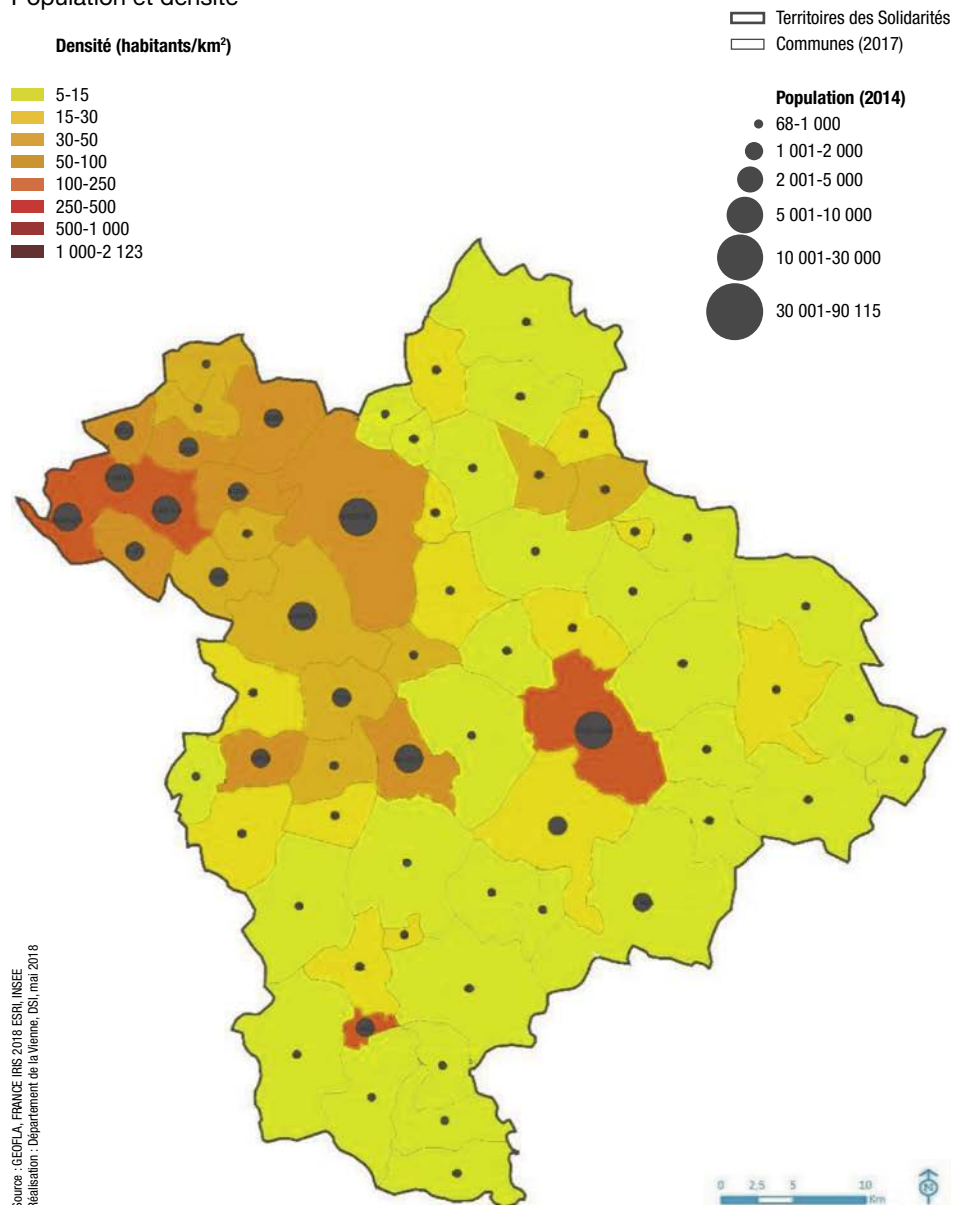 Population et densité
Densité (habitants/km²)
5-15
15-30
30-50
50-100
100-250
250-500
500-1 000
1 000-2 123
Territoires des Solidarités
Communes (2017)
Population (2014)
68-1 000
1 001-2 000
2 001-5 000
5 001-10 000
10 001-30 000
30 001-90 115
Source : GEOFLA, FRANCE IRIS 2018 ESRI, INSEE
Réalisation : Département de la Vienne, DSI, mai 2018
0 2,5 5 10
Km
N